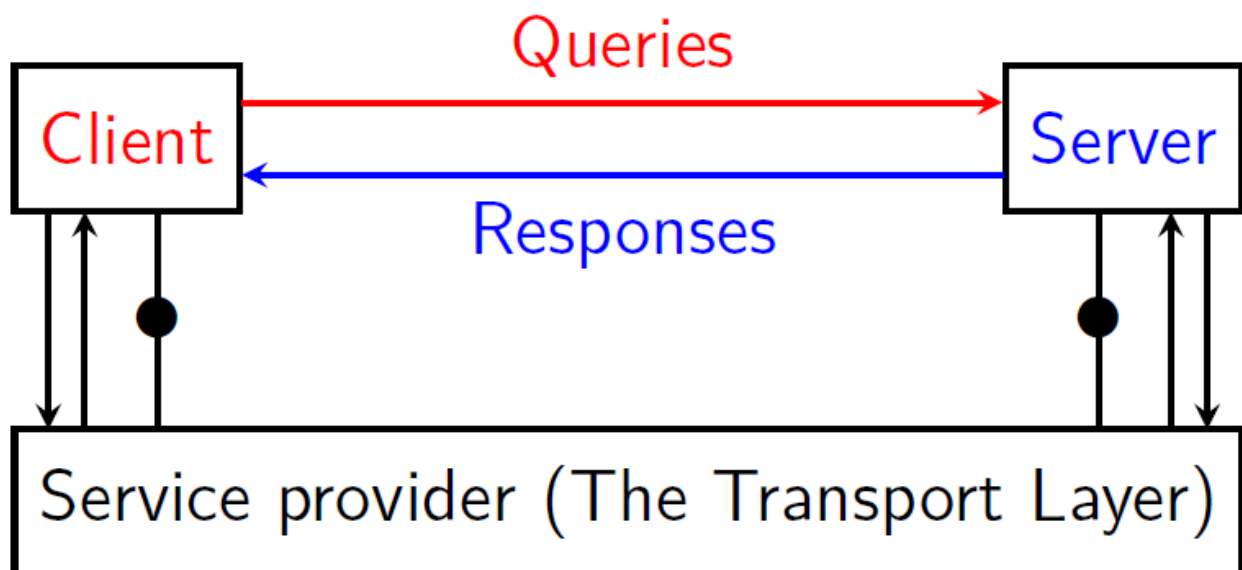 Queries
Client
Server
Responses
Service provider (The Transport Layer)